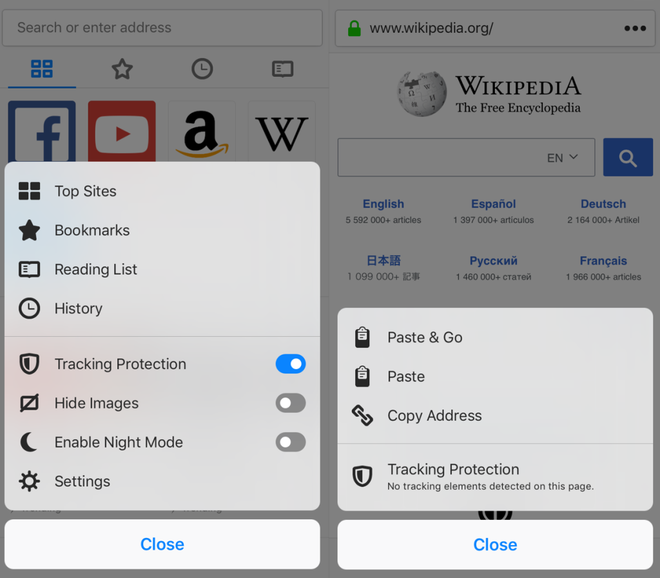 Search or enter address
Top Sites
Bookmarks
Reading List
History
Tracking Protection
Hide Images
Enable Night Mode
Settings
Close
www.wikipedia.org/
WIKIPEDIA
The Free Encyclopedia
EN
English
5 592 000+ articles
Español
1 397 000+ artículos
Deutsch
2 164 000+ Artikel
日本語
1 099 000+ 記事
Русский
1 460 000+ статей
Français
1 966 000+ articles
Paste & Go
Paste
Copy Address
Tracking Protection
No tracking elements detected on this page.
Close